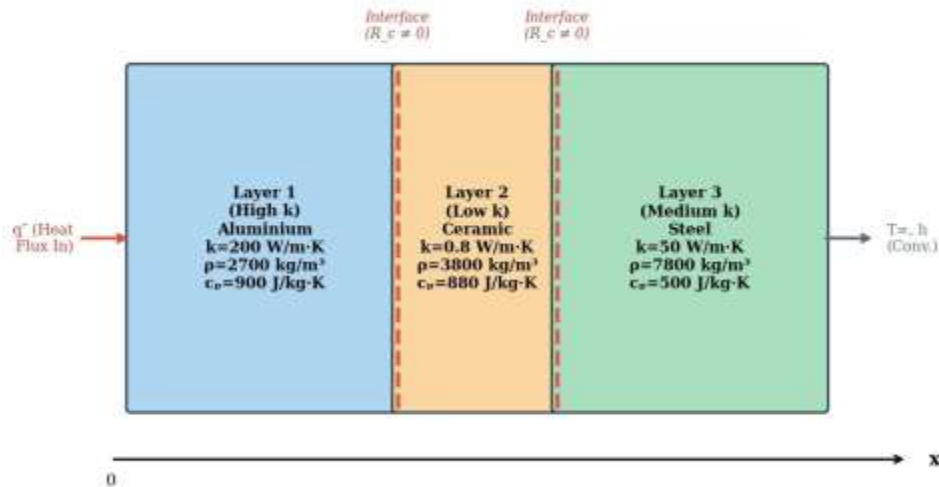 Interface
(R_c ≠ 0)
Interface
(R_c ≠ 0)
Layer 1
(High k)
Aluminium
k=200 W/m·K
ρ=2700 kg/m³
cₚ=900 J/kg·K
Layer 2
(Low k)
Ceramic
k=0.8 W/m·K
ρ=3800 kg/m³
cₚ=880 J/kg·K
Layer 3
(Medium k)
Steel
k=50 W/m·K
ρ=7800 kg/m³
cₚ=500 J/kg·K
q″ (Heat
Flux In)
T∞, h
(Conv.)
0
x